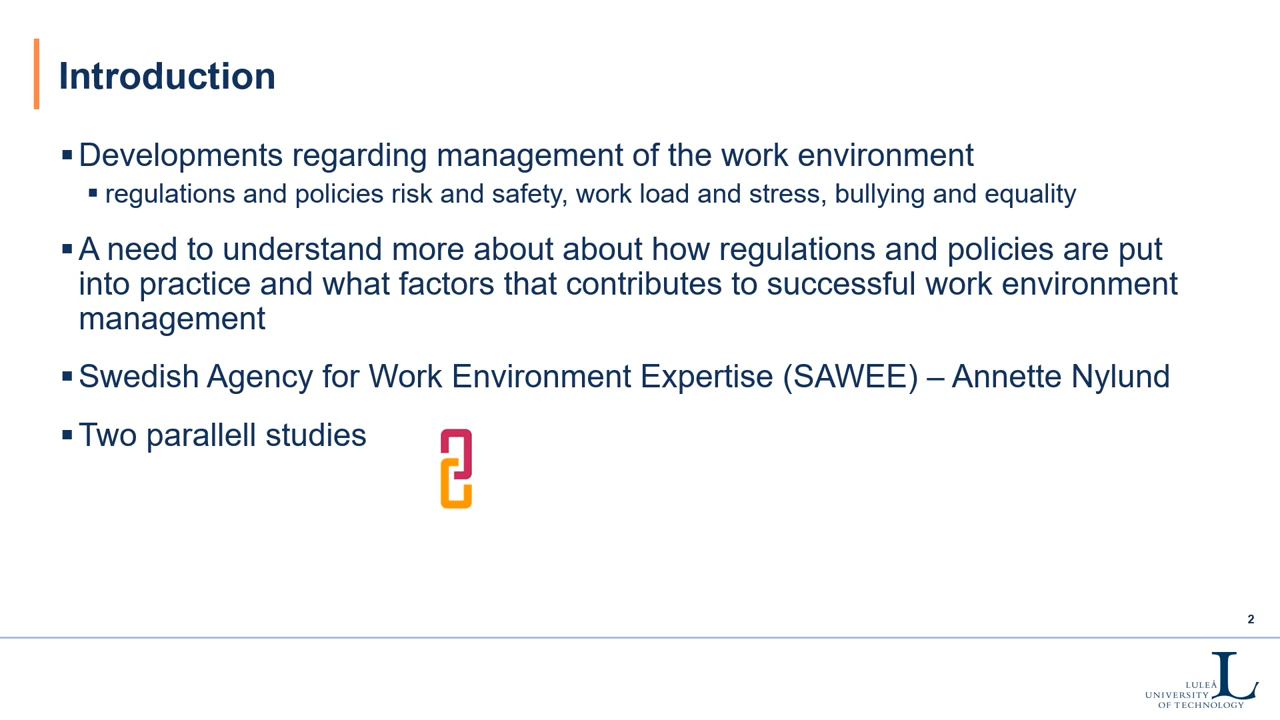 Introduction
▪ Developments regarding management of the work environment
▪ regulations and policies risk and safety, work load and stress, bullying and equality
▪ A need to understand more about about how regulations and policies are put
into practice and what factors that contributes to successful work environment
management
▪ Swedish Agency for Work Environment Expertise (SAWEE) – Annette Nylund
▪ Two parallell studies
2
LULEÅ
UNIVERSITY
OF TECHNOLOGY
L